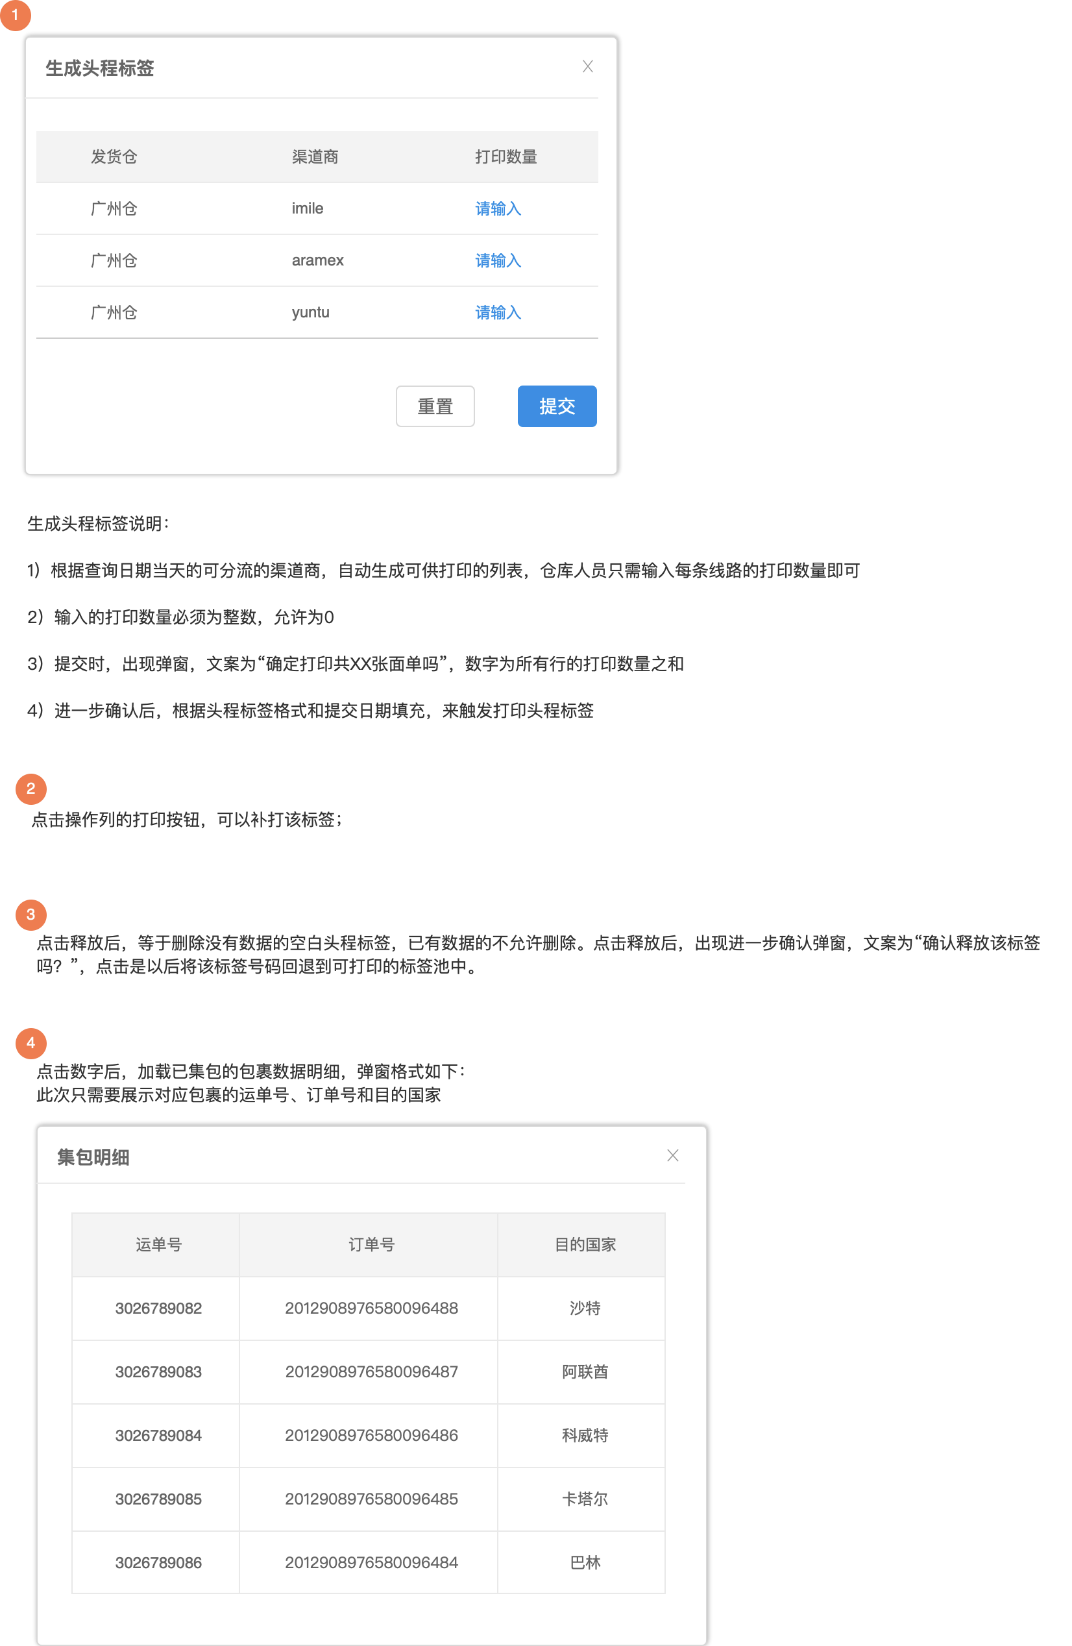 1
生成头程标签
发货仓 渠道商 打印数量
广州仓 imile 请输入
广州仓 aramex 请输入
广州仓 yuntu 请输入
重置 提交
生成头程标签说明：
1）根据查询日期当天的可分流的渠道商，自动生成可供打印的列表，仓库人员只需输入每条线路的打印数量即可
2）输入的打印数量必须为整数，允许为0
3）提交时，出现弹窗，文案为“确定打印共XX张面单吗”，数字为所有行的打印数量之和
4）进一步确认后，根据头程标签格式和提交日期填充，来触发打印头程标签
2
点击操作列的打印按钮，可以补打该标签；
3
点击释放后，等于删除没有数据的空白头程标签，已有数据的不允许删除。点击释放后，出现进一步确认弹窗，文案为“确认释放该标签
吗？”，点击是以后将该标签号码回退到可打印的标签池中。
4
点击数字后，加载已集包的包裹数据明细，弹窗格式如下：
此次只需要展示对应包裹的运单号、订单号和目的国家
集包明细
运单号 订单号 目的国家
3026789082 2012908976580096488 沙特
3026789083 2012908976580096487 阿联酋
3026789084 2012908976580096486 科威特
3026789085 2012908976580096485 卡塔尔
3026789086 2012908976580096484 巴林